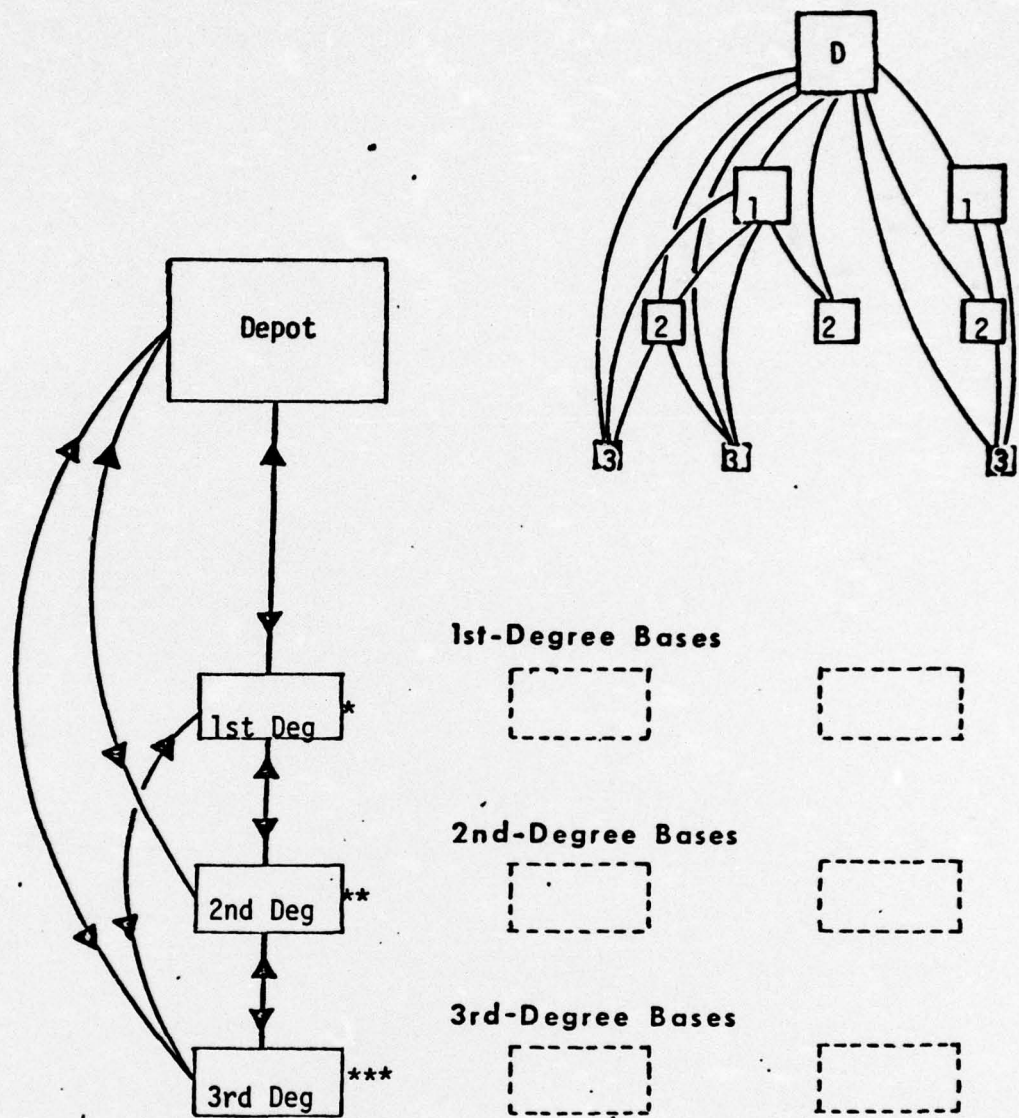 D
1
1
2
2
2
3
3
3
Depot
1st-Degree Bases
1st Deg *
2nd-Degree Bases
2nd Deg **
3rd-Degree Bases
3rd Deg ***